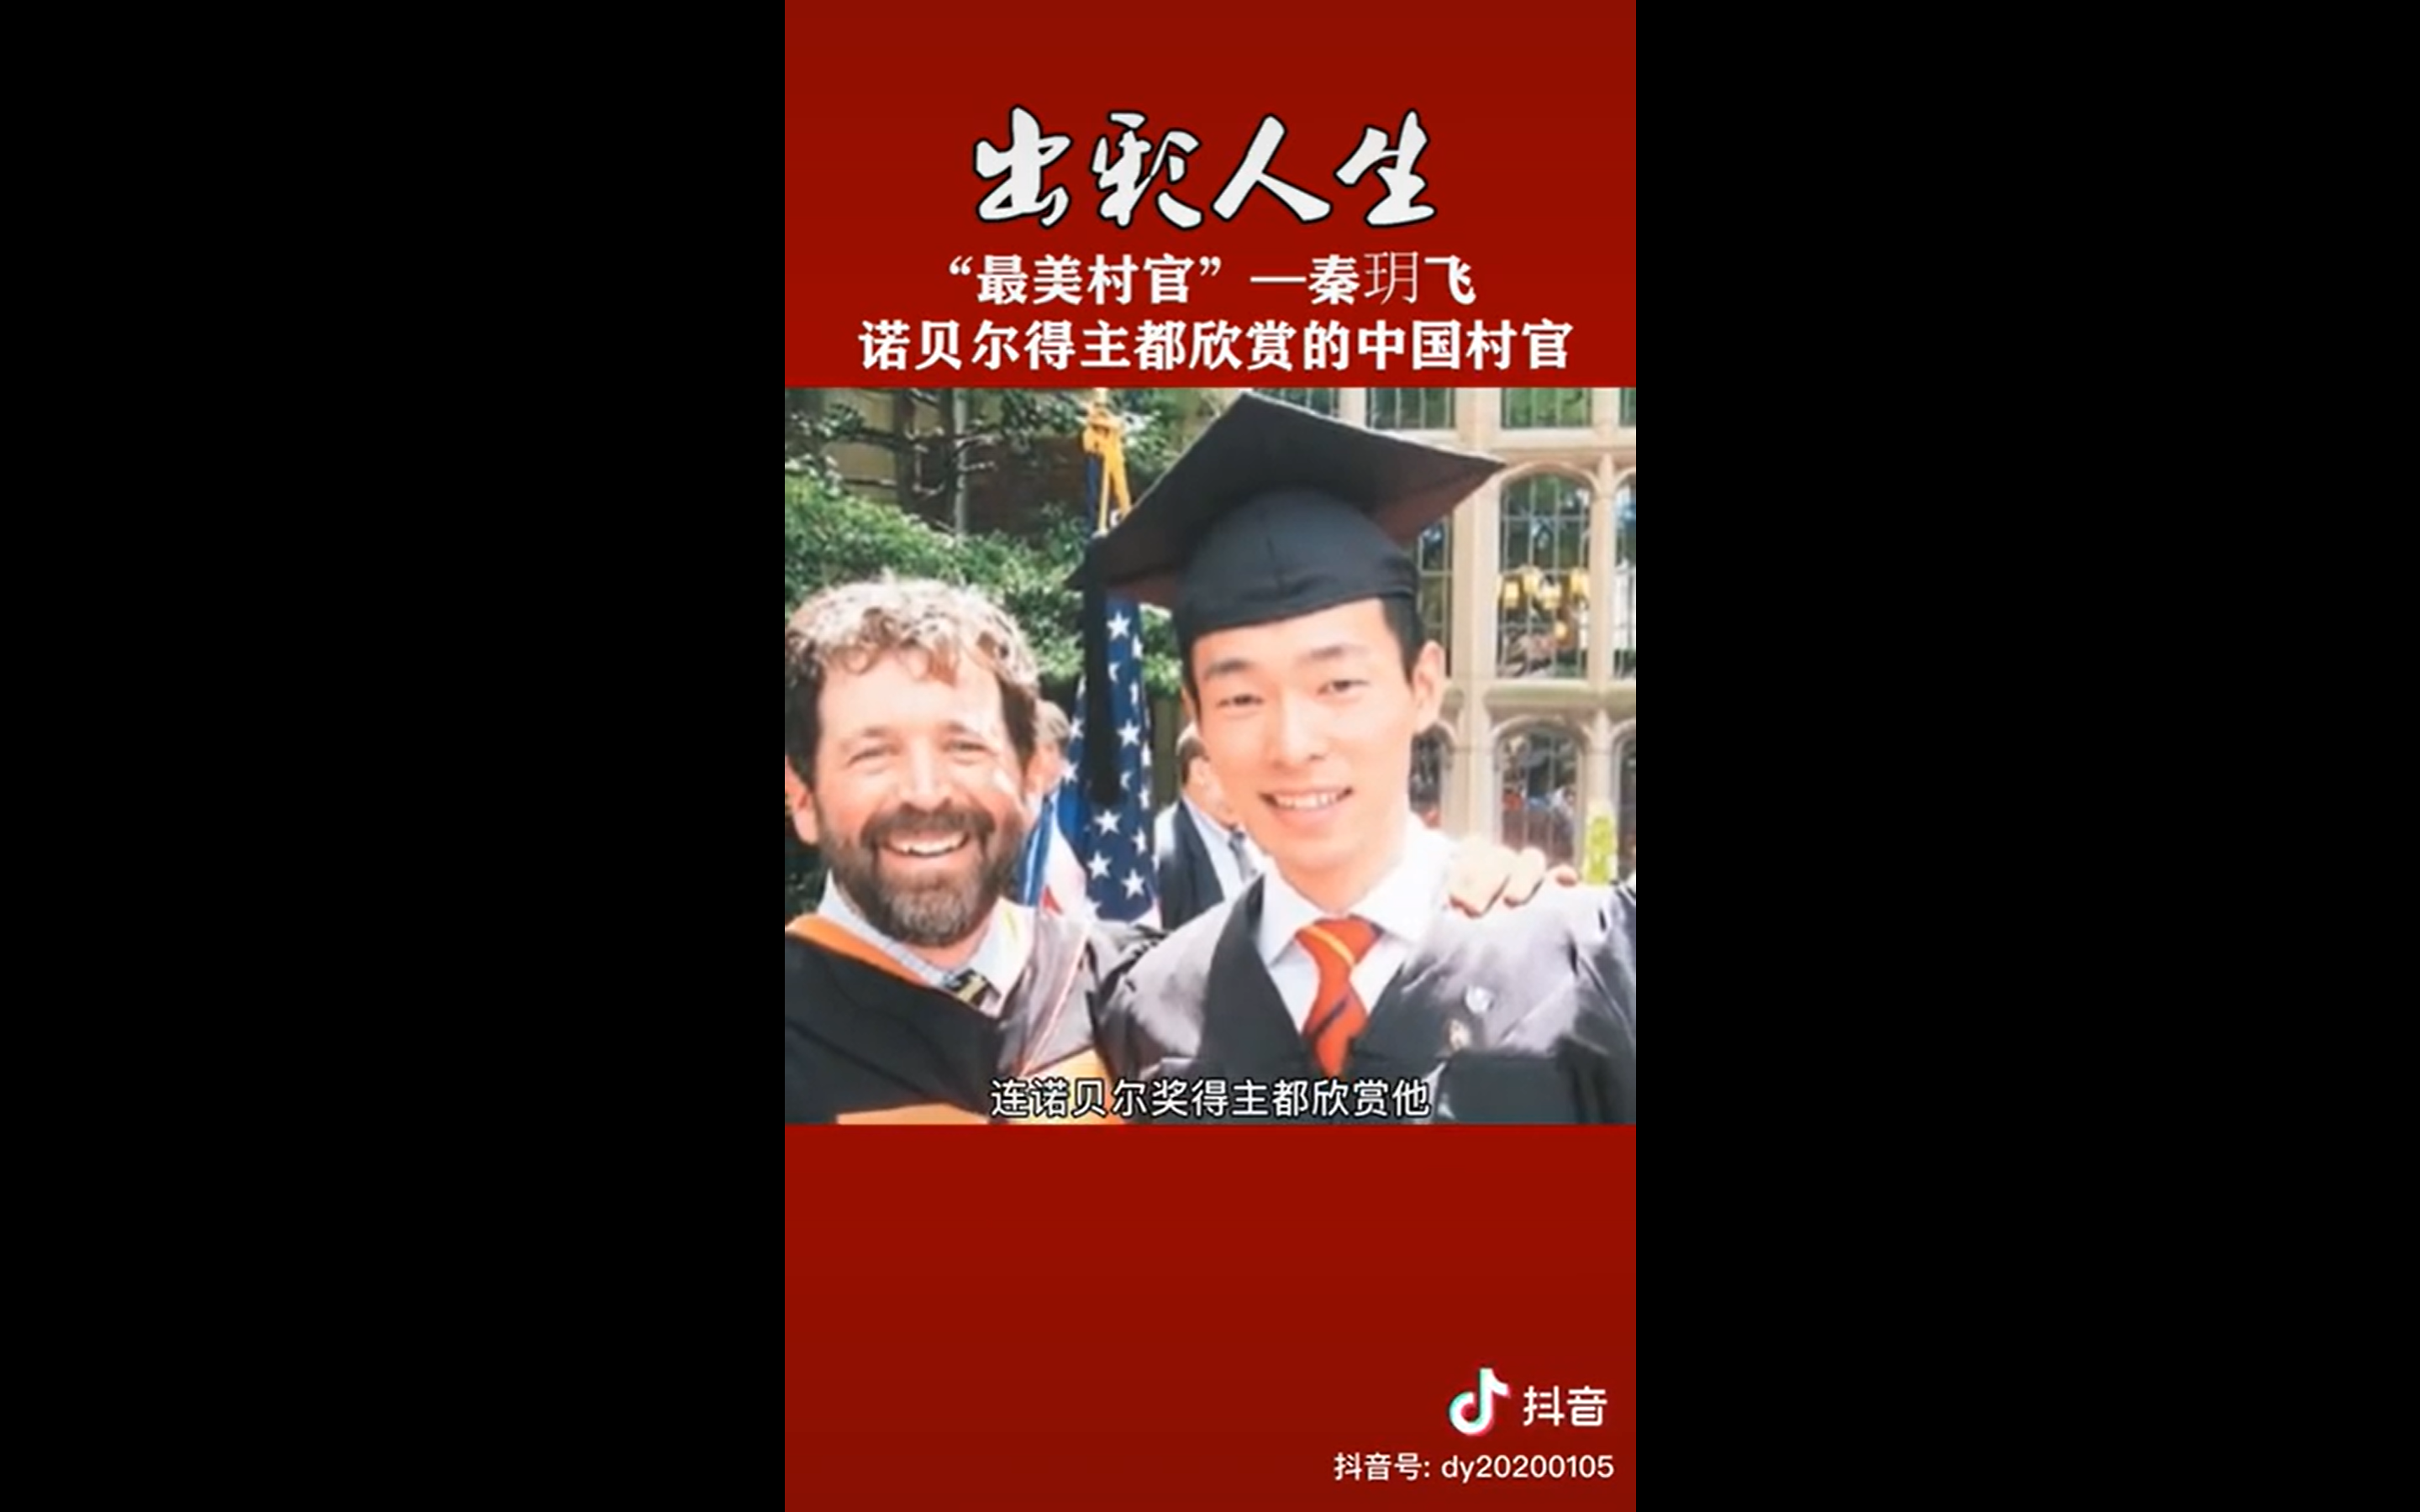 出彩人生
“最美村官”—秦玥飞
诺贝尔得主都欣赏的中国村官
连诺贝尔奖得主都欣赏他
抖音
抖音号: dy20200105